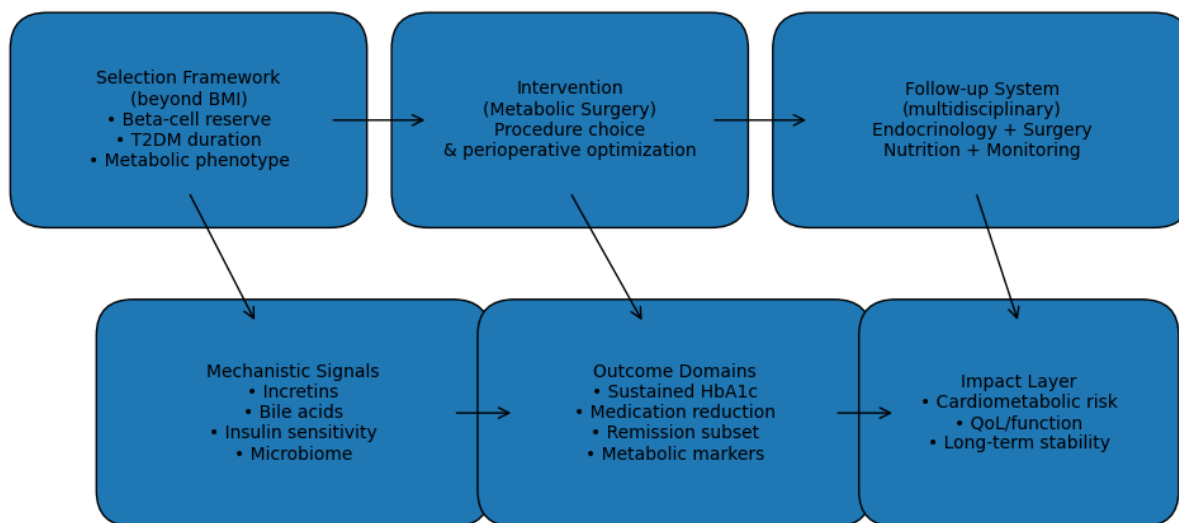 Selection Framework
(beyond BMI)
• Beta-cell reserve
• T2DM duration
• Metabolic phenotype
Intervention
(Metabolic Surgery)
Procedure choice
& perioperative optimization
Follow-up System
(multidisciplinary)
Endocrinology + Surgery
Nutrition + Monitoring
Mechanistic Signals
• Incretins
• Bile acids
• Insulin sensitivity
• Microbiome
Outcome Domains
• Sustained HbA1c
• Medication reduction
• Remission subset
• Metabolic markers
Impact Layer
• Cardiometabolic risk
• QoL/function
• Long-term stability